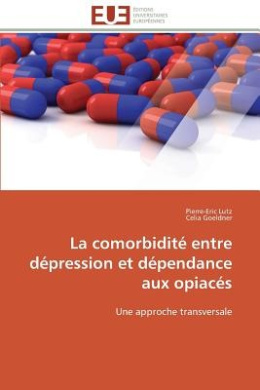 EUE
ÉDITIONS
UNIVERSITAIRES
EUROPÉENNES
Pierre-Eric Lutz
Celia Goeldner
La comorbidité entre
dépression et dépendance
aux opiacés
Une approche transversale